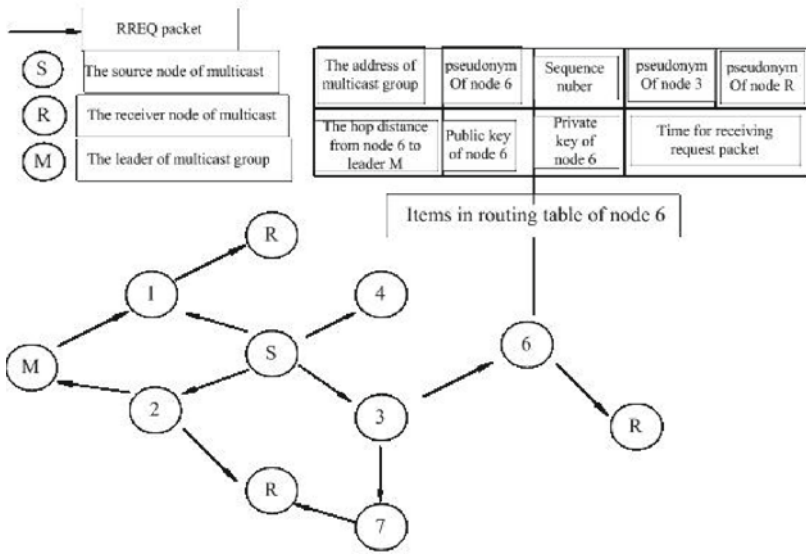 RREQ packet
S
The source node of multicast
R
The receiver node of multicast
M
The leader of multicast group
The address of
multicast group
pseudonym
Of node 6
Sequence
nuber
pseudonym
Of node 3
pseudonym
Of node R
The hop distance
from node 6 to
leader M
Public key
of node 6
Private
key of
node 6
Time for receiving
request packet
Items in routing table of node 6
R
1
4
S
6
M
2
3
R
R
7